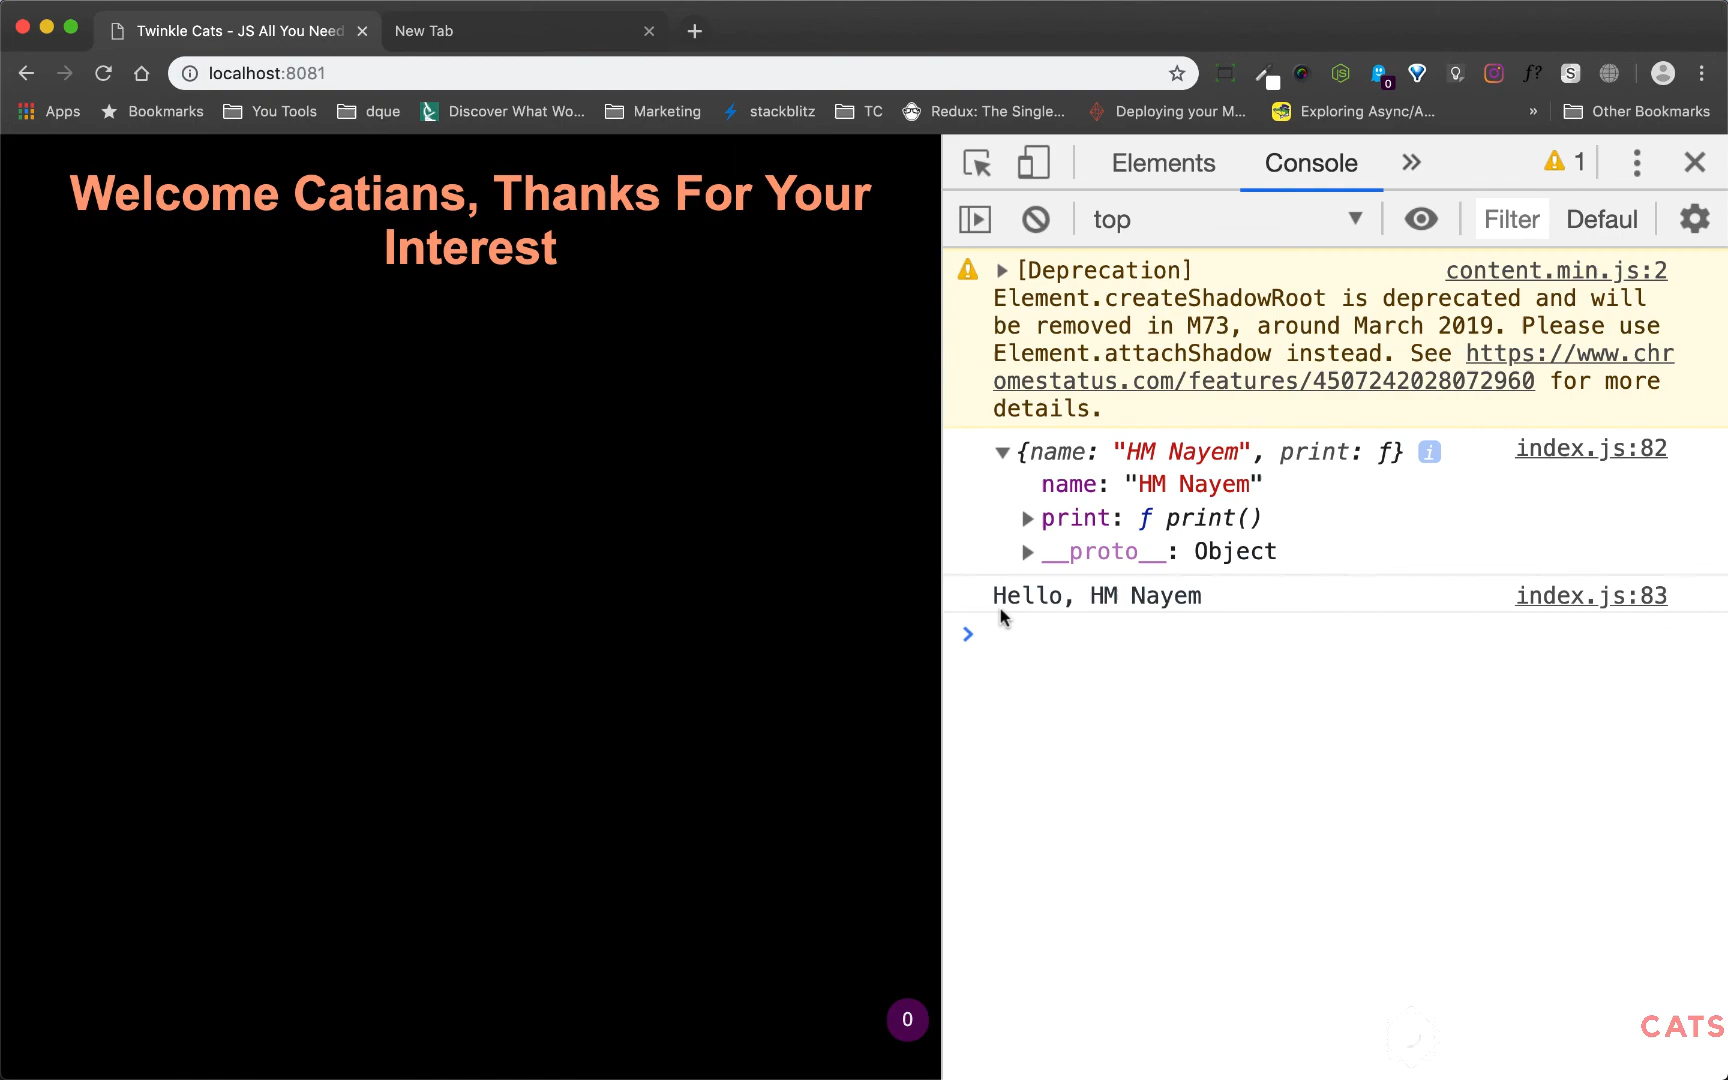 Twinkle Cats - JS All You Need
New Tab
localhost:8081
0
f?
S
Apps
Bookmarks
You Tools
dque
Discover What Wo...
Marketing
stackblitz
TC
Redux: The Single...
Deploying your M...
Exploring Async/A...
»
Other Bookmarks
Welcome Catians, Thanks For Your
Interest
0
Elements
Console
»
1
top
Filter
Defaul
[Deprecation] content.min.js:2
Element.createShadowRoot is deprecated and will
be removed in M73, around March 2019. Please use
Element.attachShadow instead. See https://www.chr
omestatus.com/features/4507242028072960 for more
details.
{name: "HM Nayem", print: ƒ} i index.js:82
name: "HM Nayem"
print: ƒ print()
__proto__: Object
Hello, HM Nayem index.js:83
CATS